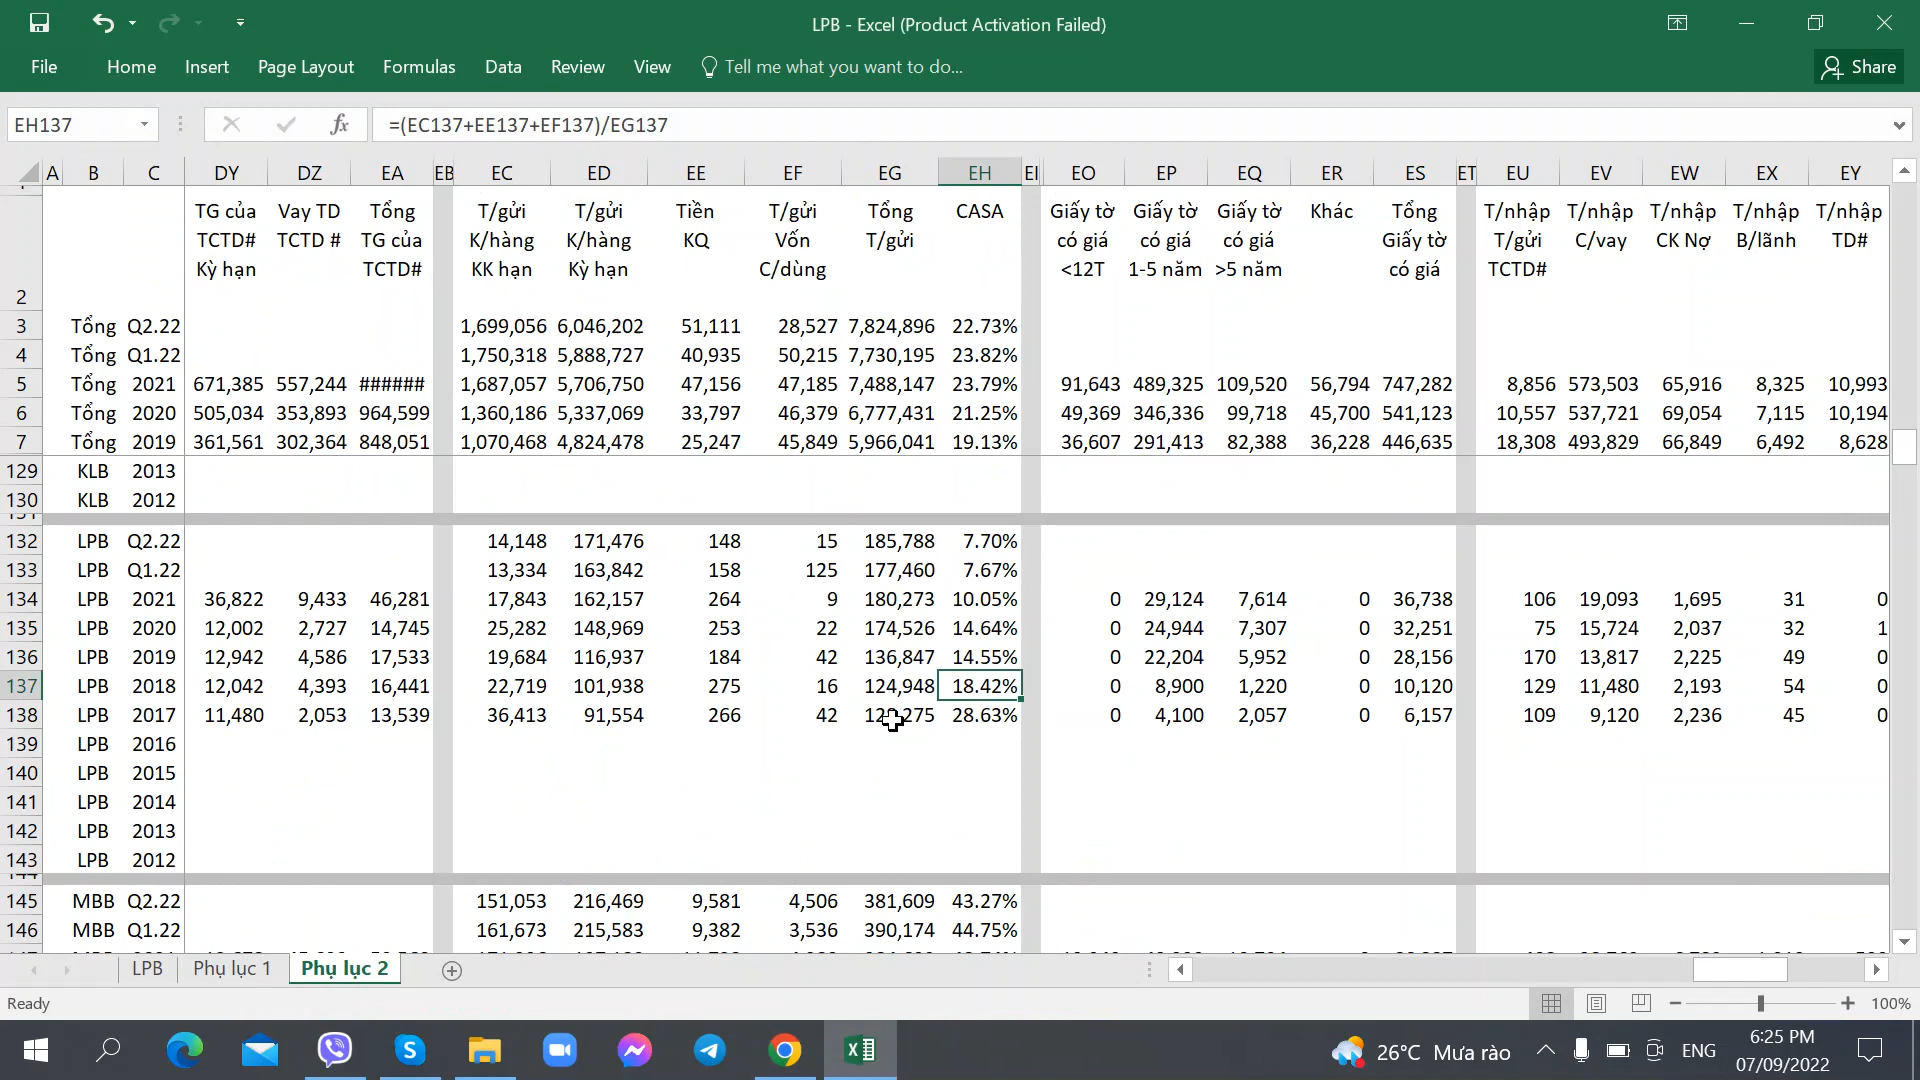 LPB - Excel (Product Activation Failed)
File Home Insert Page Layout Formulas Data Review View Tell me what you want to do... Share
EH137 fx =(EC137+EE137+EF137)/EG137
A B C DY DZ EA EB EC ED EE EF EG EH EI EO EP EQ ER ES ET EU EV EW EX EY
TG của Vay TD Tổng T/gửi T/gửi Tiền T/gửi Tổng CASA Giấy tờ Giấy tờ Giấy tờ Khác Tổng T/nhập T/nhập T/nhập T/nhập T/nhập
TCTD# TCTD # TG của K/hàng K/hàng KQ Vốn T/gửi có giá có giá có giá Giấy tờ T/gửi C/vay CK Nợ B/lãnh TD#
Kỳ hạn TCTD# KK hạn Kỳ hạn C/dùng <12T 1-5 năm >5 năm có giá TCTD#
2
3 Tổng Q2.22 1,699,056 6,046,202 51,111 28,527 7,824,896 22.73%
4 Tổng Q1.22 1,750,318 5,888,727 40,935 50,215 7,730,195 23.82%
5 Tổng 2021 671,385 557,244 ###### 1,687,057 5,706,750 47,156 47,185 7,488,147 23.79% 91,643 489,325 109,520 56,794 747,282 8,856 573,503 65,916 8,325 10,993
6 Tổng 2020 505,034 353,893 964,599 1,360,186 5,337,069 33,797 46,379 6,777,431 21.25% 49,369 346,336 99,718 45,700 541,123 10,557 537,721 69,054 7,115 10,194
7 Tổng 2019 361,561 302,364 848,051 1,070,468 4,824,478 25,247 45,849 5,966,041 19.13% 36,607 291,413 82,388 36,228 446,635 18,308 493,829 66,849 6,492 8,628
129 KLB 2013
130 KLB 2012
132 LPB Q2.22 14,148 171,476 148 15 185,788 7.70%
133 LPB Q1.22 13,334 163,842 158 125 177,460 7.67%
134 LPB 2021 36,822 9,433 46,281 17,843 162,157 264 9 180,273 10.05% 0 29,124 7,614 0 36,738 106 19,093 1,695 31 0
135 LPB 2020 12,002 2,727 14,745 25,282 148,969 253 22 174,526 14.64% 0 24,944 7,307 0 32,251 75 15,724 2,037 32 1
136 LPB 2019 12,942 4,586 17,533 19,684 116,937 184 42 136,847 14.55% 0 22,204 5,952 0 28,156 170 13,817 2,225 49 0
137 LPB 2018 12,042 4,393 16,441 22,719 101,938 275 16 124,948 18.42% 0 8,900 1,220 0 10,120 129 11,480 2,193 54 0
138 LPB 2017 11,480 2,053 13,539 36,413 91,554 266 42 28.63% 0 4,100 2,057 0 6,157 109 9,120 2,236 45 0
139 LPB 2016
140 LPB 2015
141 LPB 2014
142 LPB 2013
143 LPB 2012
145 MBB Q2.22 151,053 216,469 9,581 4,506 381,609 43.27%
146 MBB Q1.22 161,673 215,583 9,382 3,536 390,174 44.75%
LPB Phụ lục 1 Phụ lục 2
Ready 100%
26°C Mưa rào ENG 6:25 PM
07/09/2022